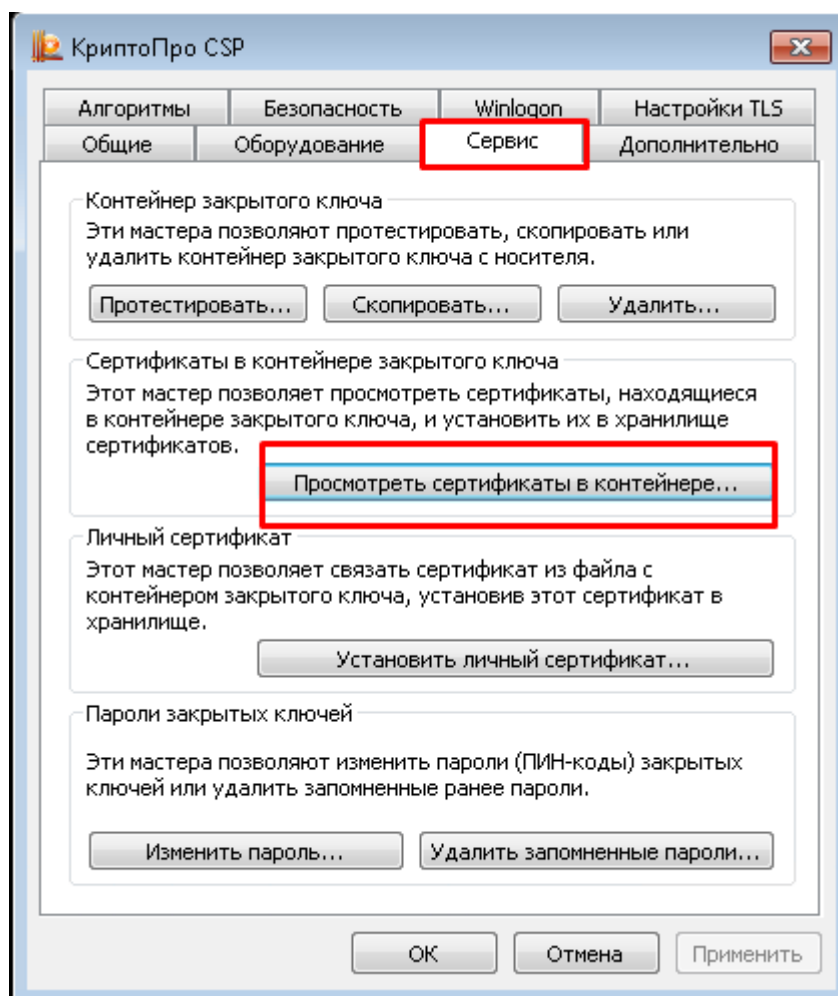 КриптоПро CSP
Алгоритмы Безопасность Winlogon Настройки TLS
Общие Оборудование Сервис Дополнительно
Контейнер закрытого ключа
Эти мастера позволяют протестировать, скопировать или
удалить контейнер закрытого ключа с носителя.
Протестировать... Скопировать... Удалить...
Сертификаты в контейнере закрытого ключа
Этот мастер позволяет просмотреть сертификаты, находящиеся
в контейнере закрытого ключа, и установить их в хранилище
сертификатов.
Просмотреть сертификаты в контейнере...
Личный сертификат
Этот мастер позволяет связать сертификат из файла с
контейнером закрытого ключа, установив этот сертификат в
хранилище.
Установить личный сертификат...
Пароли закрытых ключей
Эти мастера позволяют изменить пароли (ПИН-коды) закрытых
ключей или удалить запомненные ранее пароли.
Изменить пароль... Удалить запомненные пароли...
ОК Отмена Применить